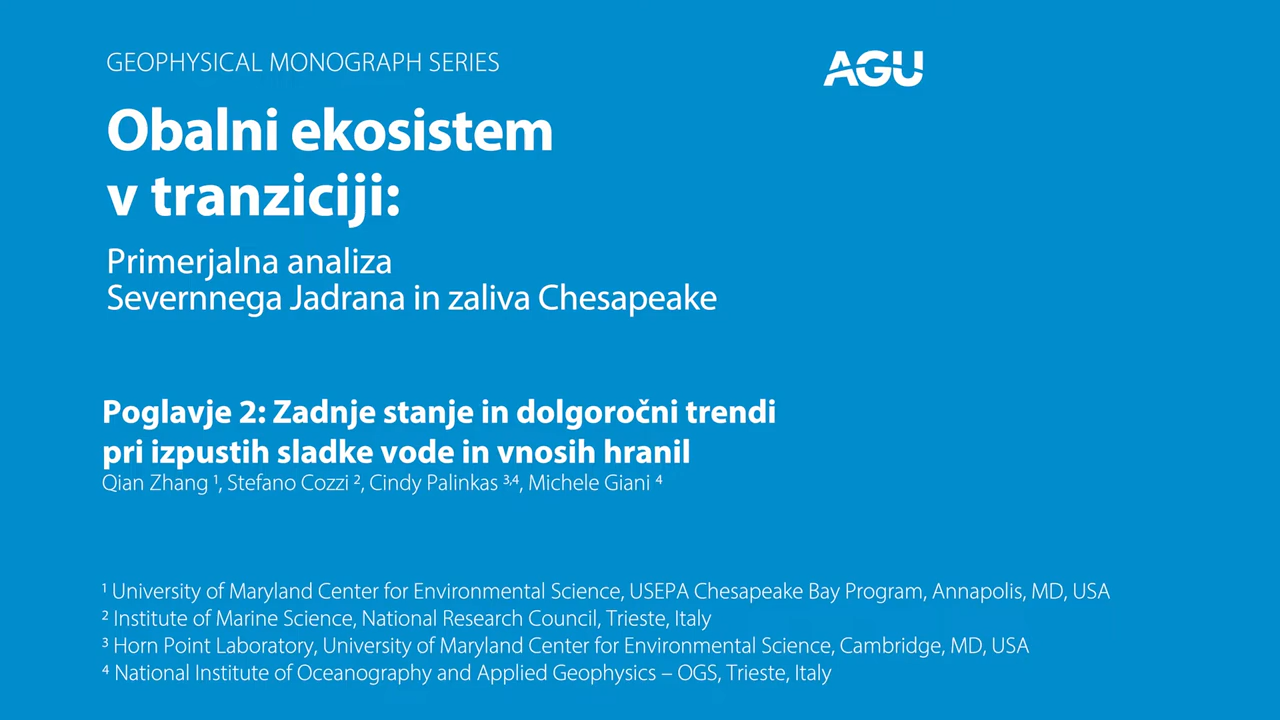 GEOPHYSICAL MONOGRAPH SERIES
AGU
Obalni ekosistem
v tranziciji:
Primerjalna analiza
Severnnega Jadrana in zaliva Chesapeake
Poglavje 2: Zadnje stanje in dolgoročni trendi
pri izpustih sladke vode in vnosih hranil
Qian Zhang ¹, Stefano Cozzi ², Cindy Palinkas ³,⁴, Michele Giani ⁴
¹ University of Maryland Center for Environmental Science, USEPA Chesapeake Bay Program, Annapolis, MD, USA
² Institute of Marine Science, National Research Council, Trieste, Italy
³ Horn Point Laboratory, University of Maryland Center for Environmental Science, Cambridge, MD, USA
⁴ National Institute of Oceanography and Applied Geophysics – OGS, Trieste, Italy